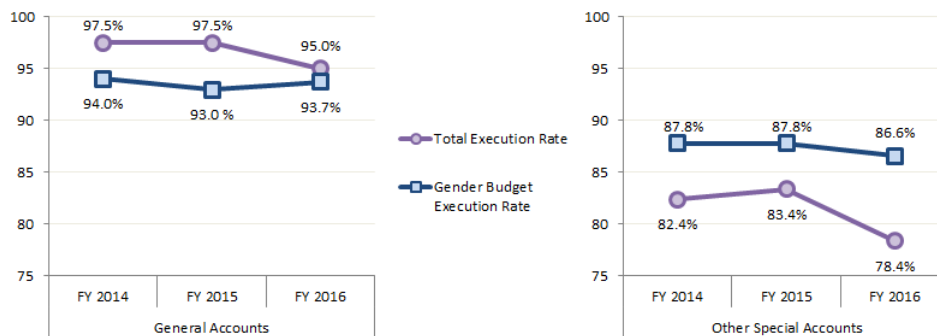 100
95
90
85
80
75
97.5%
97.5%
95.0%
94.0%
93.0 %
93.7%
FY 2014
FY 2015
FY 2016
General Accounts
Total Execution Rate
Gender Budget
Execution Rate
100
95
90
85
80
75
87.8%
87.8%
86.6%
82.4%
83.4%
78.4%
FY 2014
FY 2015
FY 2016
Other Special Accounts